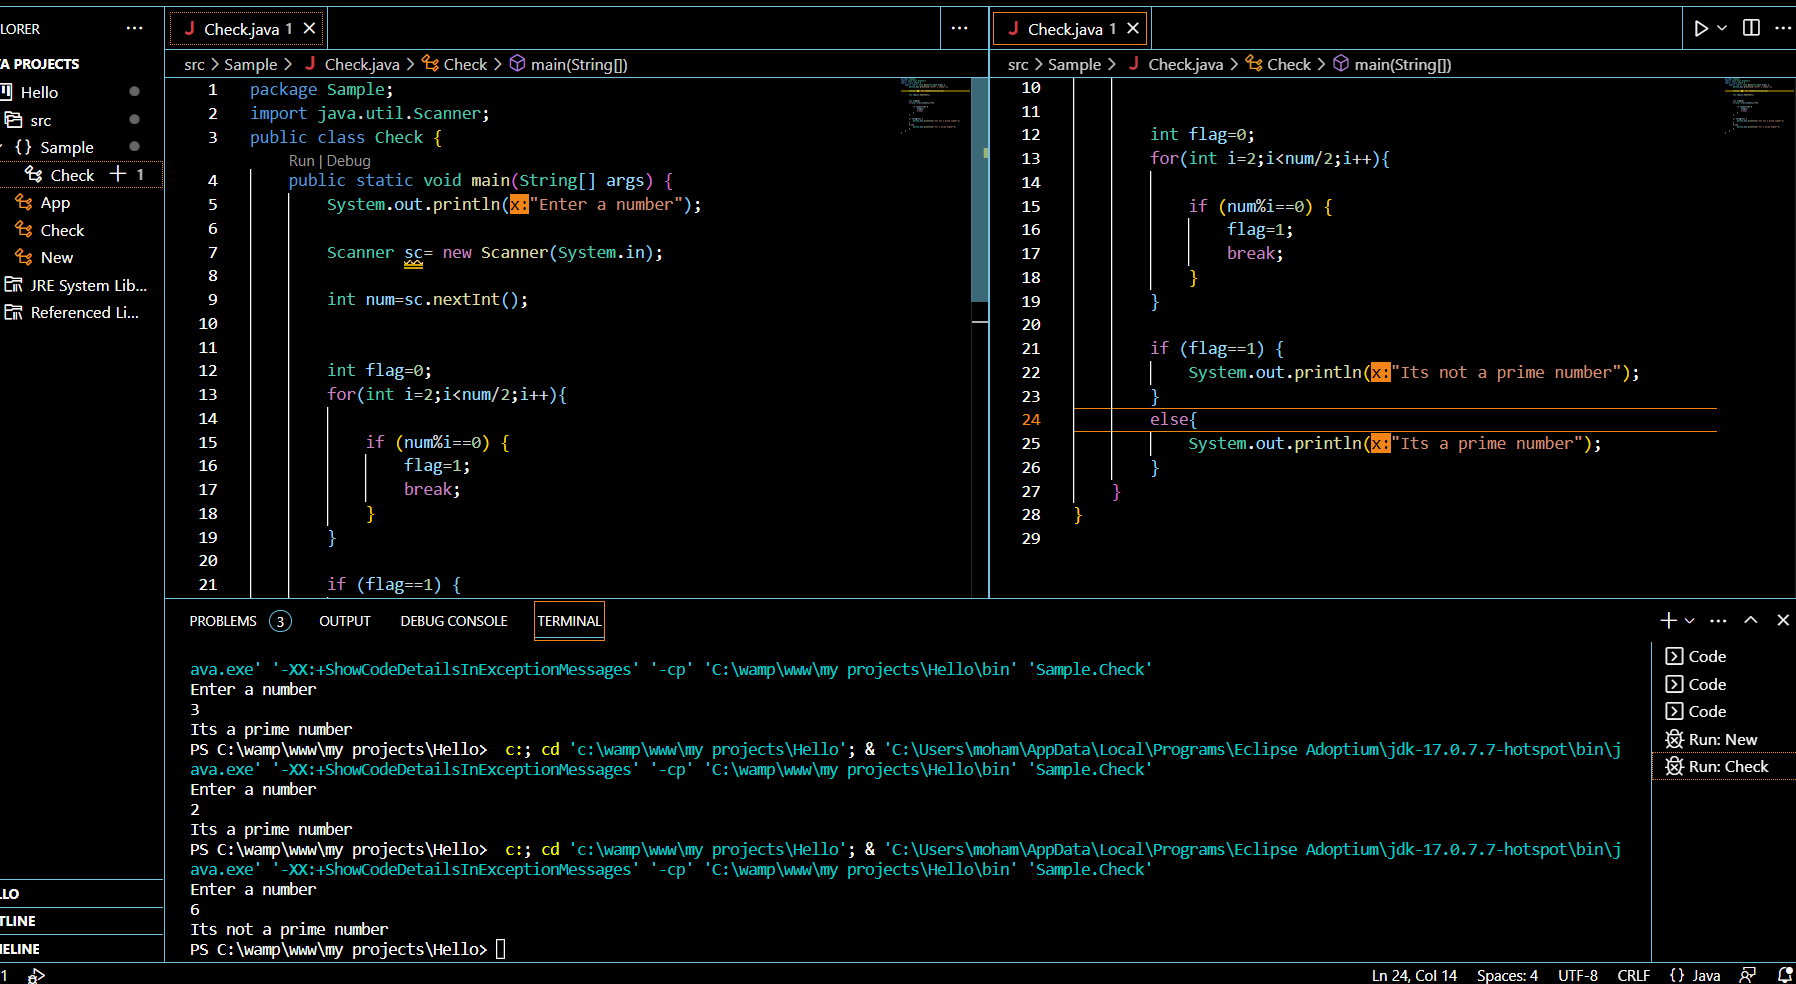 LORER
Check.java 1
Check.java 1
VA PROJECTS
Hello
src
{} Sample
Check 1
App
Check
New
JRE System Lib...
Referenced Li...
LLO
TLINE
IELINE
src > Sample > Check.java > Check > main(String[])
1 package Sample;
2 import java.util.Scanner;
3 public class Check {
Run | Debug
4 public static void main(String[] args) {
5 System.out.println(x:"Enter a number");
6
7 Scanner sc= new Scanner(System.in);
8
9 int num=sc.nextInt();
10
11
12 int flag=0;
13 for(int i=2;i<num/2;i++){
14
15 if (num%i==0) {
16 flag=1;
17 break;
18 }
19 }
20
21 if (flag==1) {
src > Sample > Check.java > Check > main(String[])
10
11
12 int flag=0;
13 for(int i=2;i<num/2;i++){
14
15 if (num%i==0) {
16 flag=1;
17 break;
18 }
19 }
20
21 if (flag==1) {
22 System.out.println(x:"Its not a prime number");
23 }
24 else{
25 System.out.println(x:"Its a prime number");
26 }
27 }
28 }
29
PROBLEMS 3 OUTPUT DEBUG CONSOLE TERMINAL
ava.exe' '-XX:+ShowCodeDetailsInExceptionMessages' '-cp' 'C:\wamp\www\my projects\Hello\bin' 'Sample.Check'
Enter a number
3
Its a prime number
PS C:\wamp\www\my projects\Hello>  c:; cd 'c:\wamp\www\my projects\Hello'; & 'C:\Users\moham\AppData\Local\Programs\Eclipse Adoptium\jdk-17.0.7.7-hotspot\bin\j
ava.exe' '-XX:+ShowCodeDetailsInExceptionMessages' '-cp' 'C:\wamp\www\my projects\Hello\bin' 'Sample.Check'
Enter a number
2
Its a prime number
PS C:\wamp\www\my projects\Hello>  c:; cd 'c:\wamp\www\my projects\Hello'; & 'C:\Users\moham\AppData\Local\Programs\Eclipse Adoptium\jdk-17.0.7.7-hotspot\bin\j
ava.exe' '-XX:+ShowCodeDetailsInExceptionMessages' '-cp' 'C:\wamp\www\my projects\Hello\bin' 'Sample.Check'
Enter a number
6
Its not a prime number
PS C:\wamp\www\my projects\Hello>
Code
Code
Code
Run: New
Run: Check
1
Ln 24, Col 14 Spaces: 4 UTF-8 CRLF {} Java